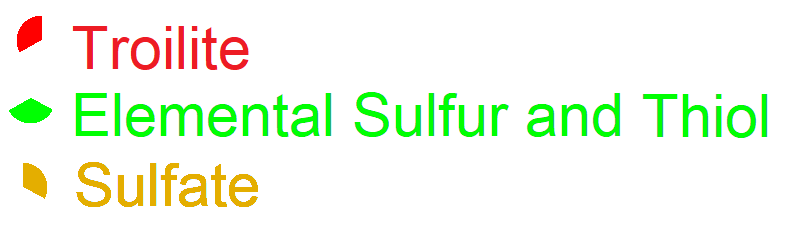 Troilite
Elemental Sulfur and Thiol
Sulfate